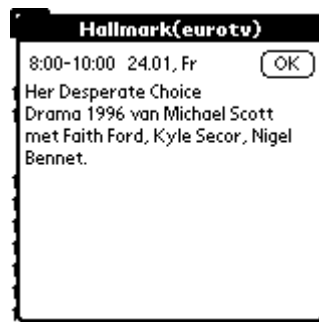 Hallmark(eurotv)
8:00-10:00 24.01, Fr OK
Her Desperate Choice
Drama 1996 van Michael Scott
met Faith Ford, Kyle Secor, Nigel
Bennet.